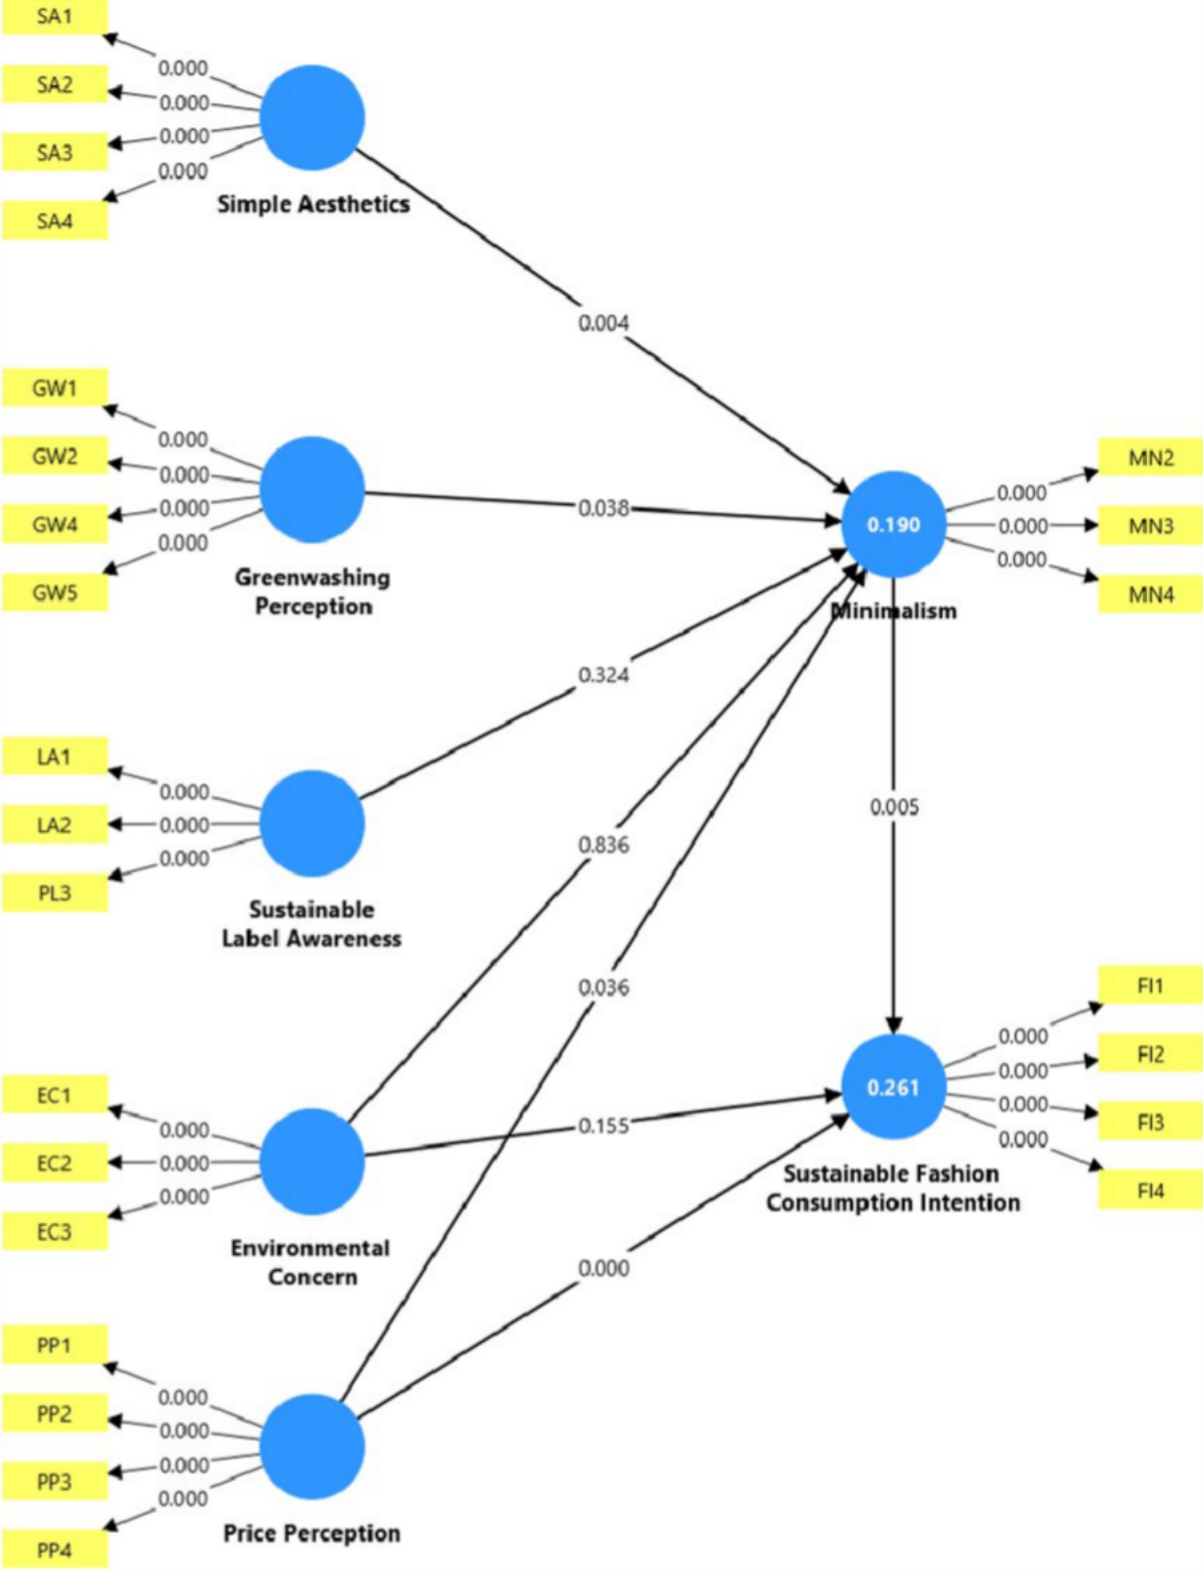 SA1
0.000
SA2
0.000
SA3
0.000
SA4
0.000
Simple Aesthetics
0.004
GW1
0.000
GW2
0.000
GW4
0.000
GW5
0.000
Greenwashing
Perception
0.038
0.190
Minimalism
0.000
MN2
0.000
MN3
0.000
MN4
LA1
0.000
LA2
0.000
PL3
0.000
Sustainable
Label Awareness
0.324
0.836
0.036
0.005
EC1
0.000
EC2
0.000
EC3
0.000
Environmental
Concern
0.155
0.261
Sustainable Fashion
Consumption Intention
0.000
FI1
0.000
FI2
0.000
FI3
0.000
FI4
0.000
PP1
0.000
PP2
0.000
PP3
0.000
PP4
0.000
Price Perception